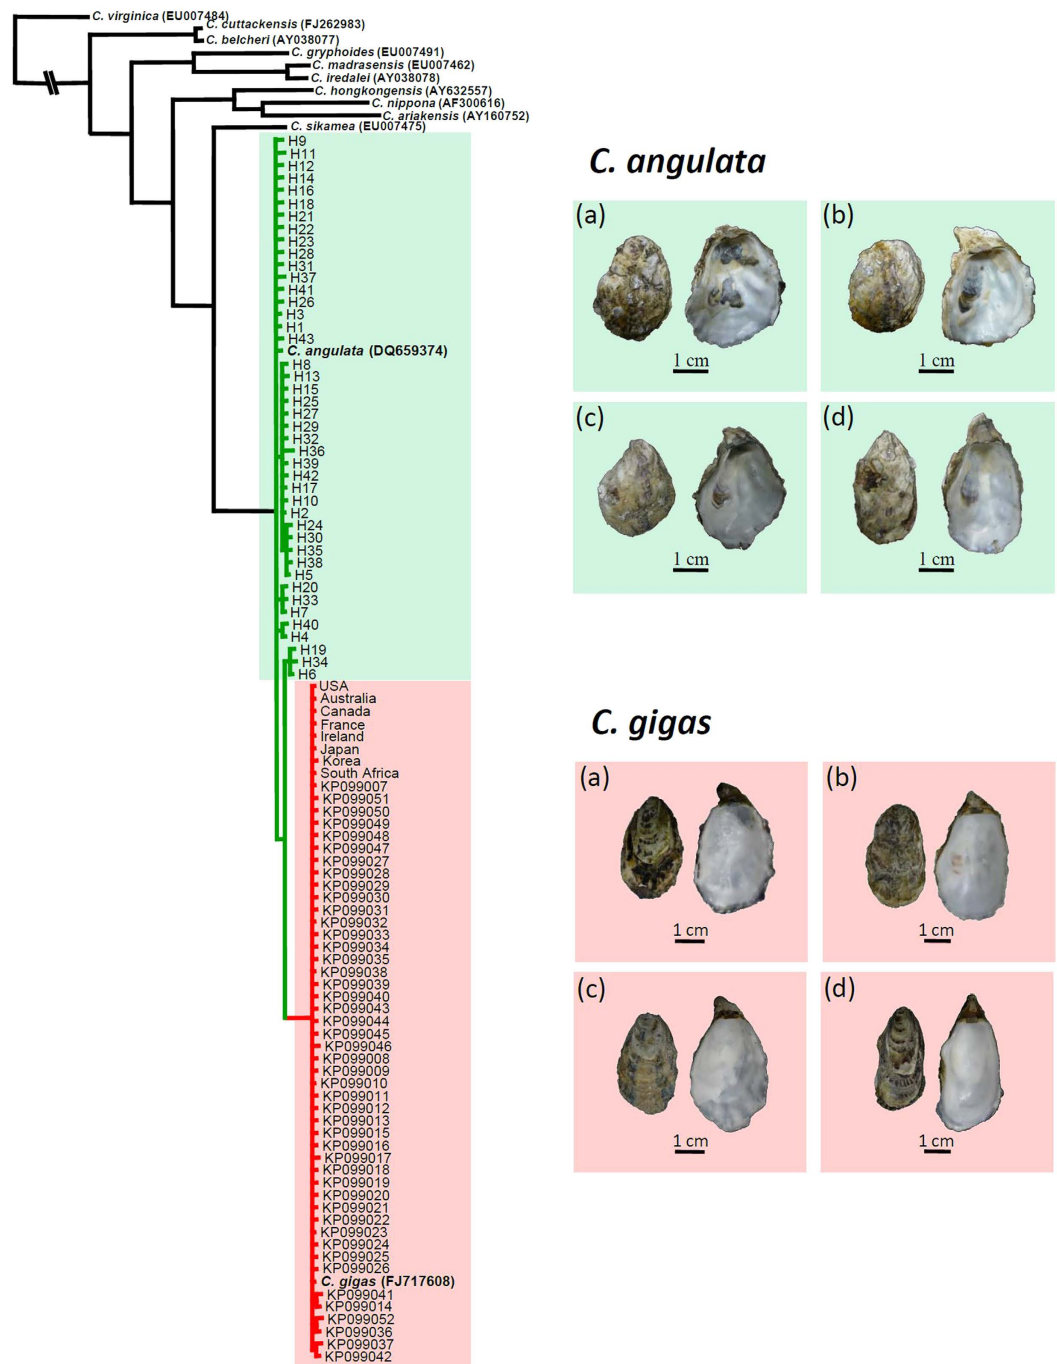 C. virginica (EU007484)
C. cuttackensis (FJ262983)
C. belcheri (AY038077)
C. gryphoides (EU007491)
C. madrasensis (EU007462)
C. iredalei (AY038078)
C. hongkongensis (AY632557)
C. nippona (AF300616)
C. ariakensis (AY160752)
C. sikamea (EU007475)
H9
H11
H12
H14
H16
H18
H21
H22
H23
H28
H31
H37
H41
H26
H3
H1
H43
C. angulata (DQ659374)
H8
H13
H15
H25
H27
H29
H32
H36
H39
H42
H17
H10
H2
H24
H30
H35
H38
H5
H20
H33
H7
H40
H4
H19
H34
H6
USA
Australia
Canada
France
Ireland
Japan
Korea
South Africa
KP099007
KP099051
KP099050
KP099049
KP099048
KP099047
KP099027
KP099028
KP099029
KP099030
KP099031
KP099032
KP099033
KP099034
KP099035
KP099038
KP099039
KP099040
KP099043
KP099044
KP099045
KP099046
KP099008
KP099009
KP099010
KP099011
KP099012
KP099013
KP099015
KP099016
KP099017
KP099018
KP099019
KP099020
KP099021
KP099022
KP099023
KP099024
KP099025
KP099026
C. gigas (FJ717608)
KP099041
KP099014
KP099052
KP099036
KP099037
KP099042
C. angulata
(a)
1 cm
(b)
1 cm
(c)
1 cm
(d)
1 cm
C. gigas
(a)
1 cm
(b)
1 cm
(c)
1 cm
(d)
1 cm